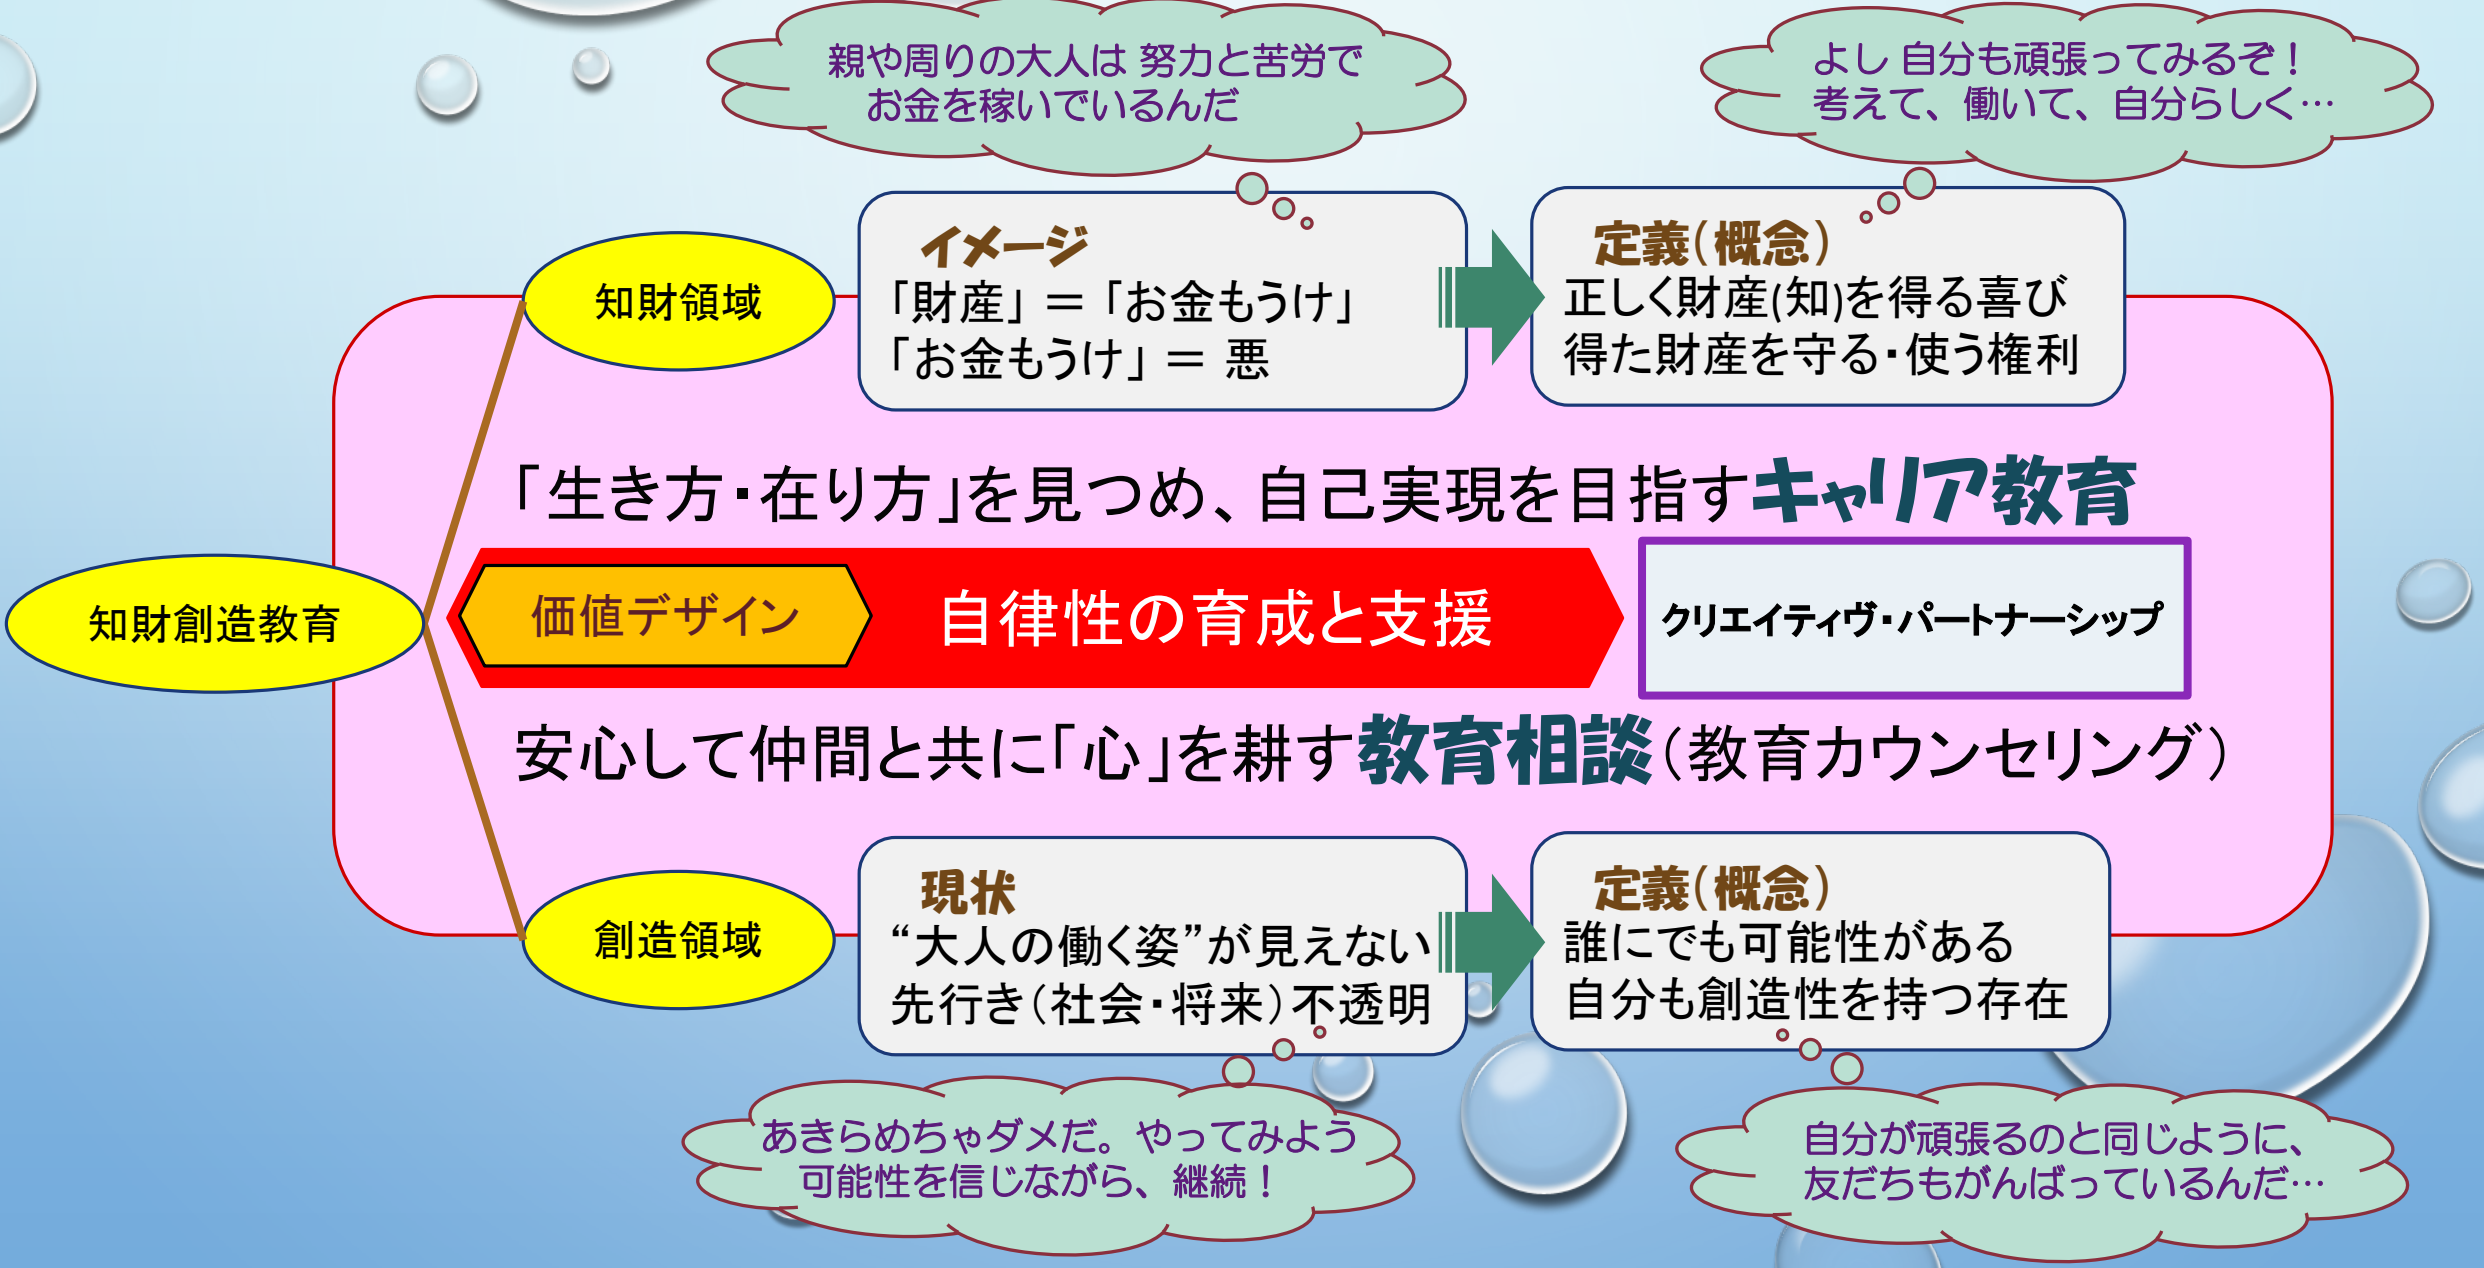 親や周りの大人は 努力と苦労で
お金を稼いでいるんだ
よし 自分も頑張ってみるぞ！
考えて、働いて、自分らしく…
知財領域
イメージ
「財産」＝「お金もうけ」
「お金もうけ」＝ 悪
定義（概念）
正しく財産(知)を得る喜び
得た財産を守る・使う権利
「生き方・在り方」を見つめ、自己実現を目指すキャリア教育
知財創造教育
価値デザイン
自律性の育成と支援
クリエイティヴ・パートナーシップ
安心して仲間と共に「心」を耕す教育相談（教育カウンセリング）
創造領域
現状
“大人の働く姿”が見えない
先行き（社会・将来）不透明
定義（概念）
誰にでも可能性がある
自分も創造性を持つ存在
あきらめちゃダメだ。やってみよう
可能性を信じながら、継続！
自分が頑張るのと同じように、
友だちもがんばっているんだ…